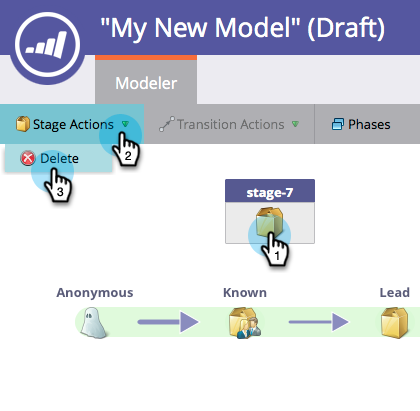 "My New Model" (Draft)
Modeler
Stage Actions Transition Actions Phases
2
Delete
3
stage-7
1
Anonymous Known Lead